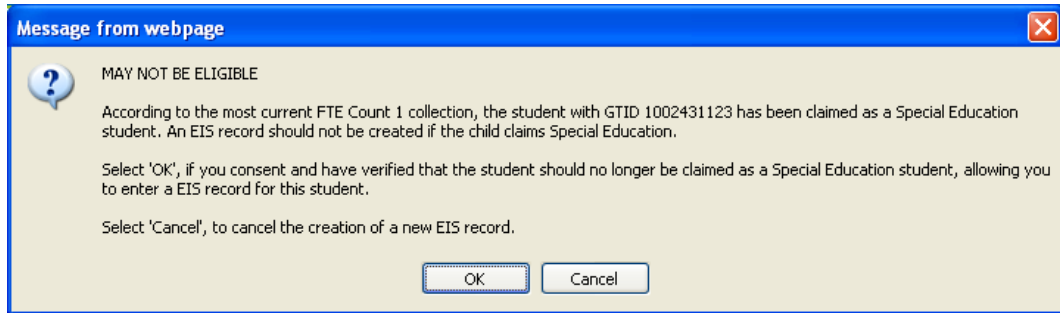 Message from webpage
MAY NOT BE ELIGIBLE
According to the most current FTE Count 1 collection, the student with GTID 1002431123 has been claimed as a Special Education
student. An EIS record should not be created if the child claims Special Education.
Select 'OK', if you consent and have verified that the student should no longer be claimed as a Special Education student, allowing you
to enter a EIS record for this student.
Select 'Cancel', to cancel the creation of a new EIS record.
OK
Cancel